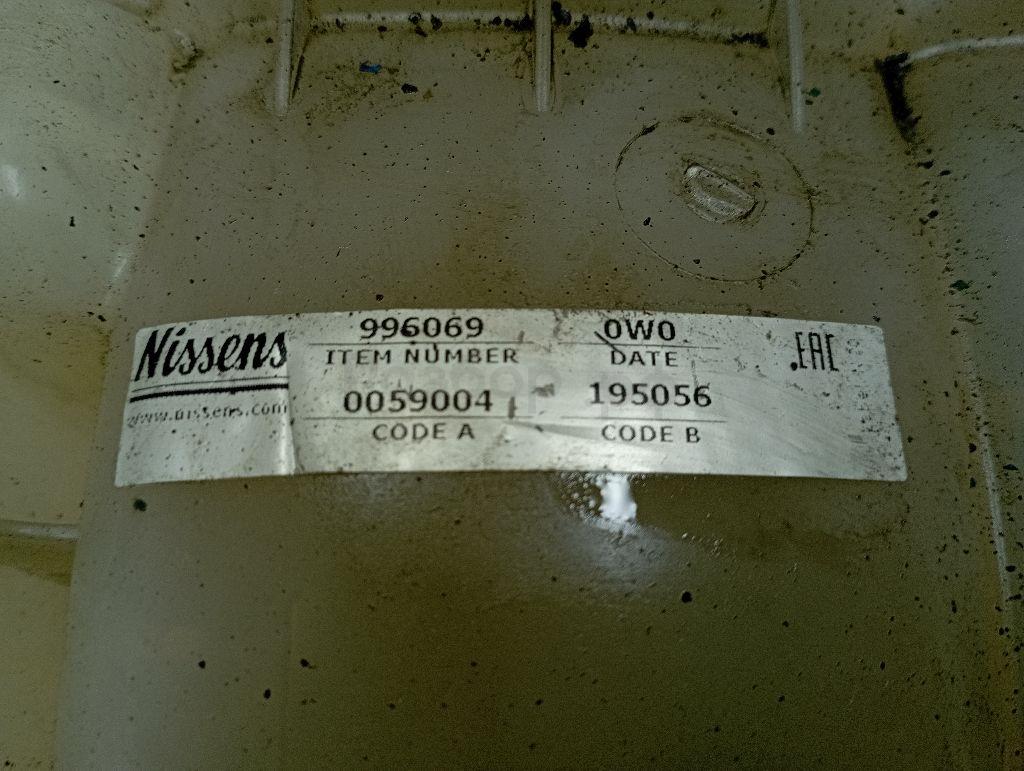 Nissens
www.nissens.com
996069
ITEM NUMBER
0W0
DATE
0059004
CODE A
195056
CODE B
EAC